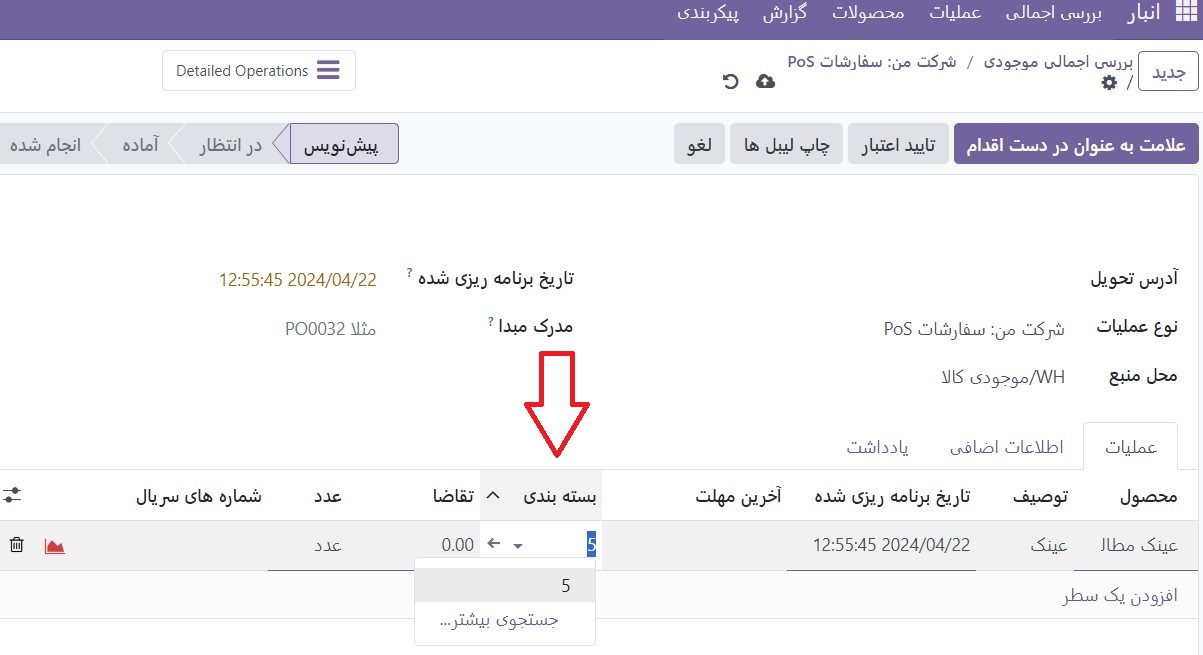 انبار بررسی اجمالی عملیات محصولات گزارش پیکربندی
جدید
بررسی اجمالی موجودی / شرکت من: سفارشات PoS
/
Detailed Operations
علامت به عنوان در دست اقدام
تایید اعتبار
چاپ لیبل ها
لغو
پیش‌نویس
در انتظار
آماده
انجام شده
آدرس تحویل
تاریخ برنامه ریزی شده ? 2024/04/22 12:55:45
نوع عملیات شرکت من: سفارشات PoS
مدرک مبدا ? مثلا PO0032
محل منبع WH/موجودی کالا
عملیات اطلاعات اضافی یادداشت
محصول توصیف تاریخ برنامه ریزی شده آخرین مهلت بسته بندی تقاضا عدد شماره های سریال
عینک مطال عینک 2024/04/22 12:55:45 5 0.00 عدد
5
افزودن یک سطر
جستجوی بیشتر...